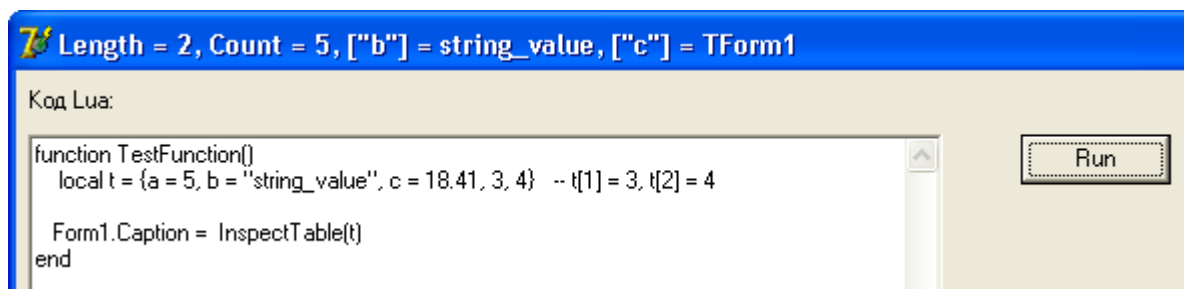 Length = 2, Count = 5, ["b"] = string_value, ["c"] = TForm1
Код Lua:
function TestFunction()
local t = {a = 5, b = "string_value", c = 18.41, 3, 4} -- t[1] = 3, t[2] = 4
Form1.Caption = InspectTable(t)
end
Run